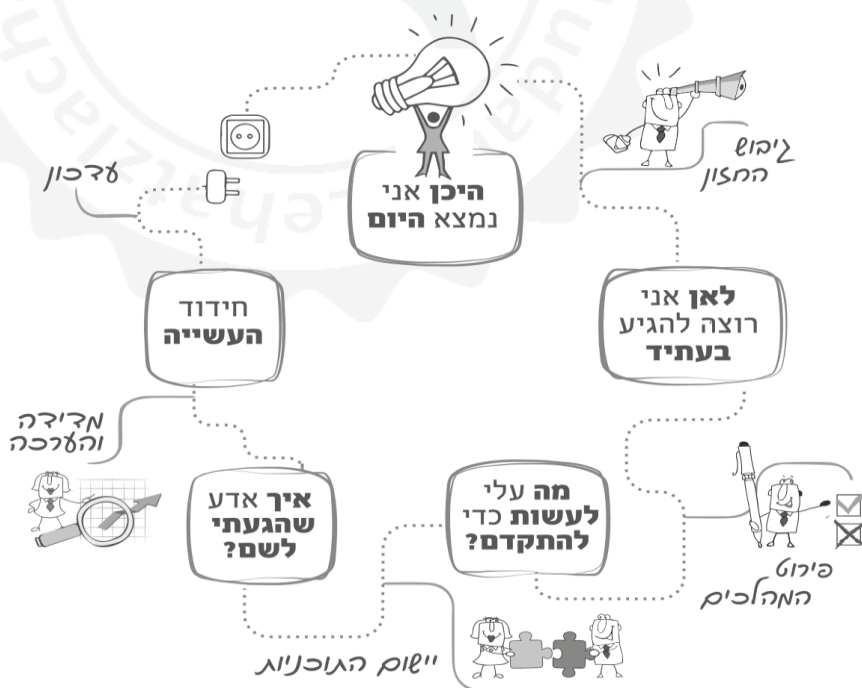 היכן אני
נמצא היום
גיבוש
החזון
לאן אני
רוצה להגיע
בעתיד
פירוט
המהלכים
מה עלי
לעשות כדי
להתקדם?
יישום התוכניות
איך אדע
שהגעתי
לשם?
מדידה
והערכה
חידוד
העשייה
עדכון